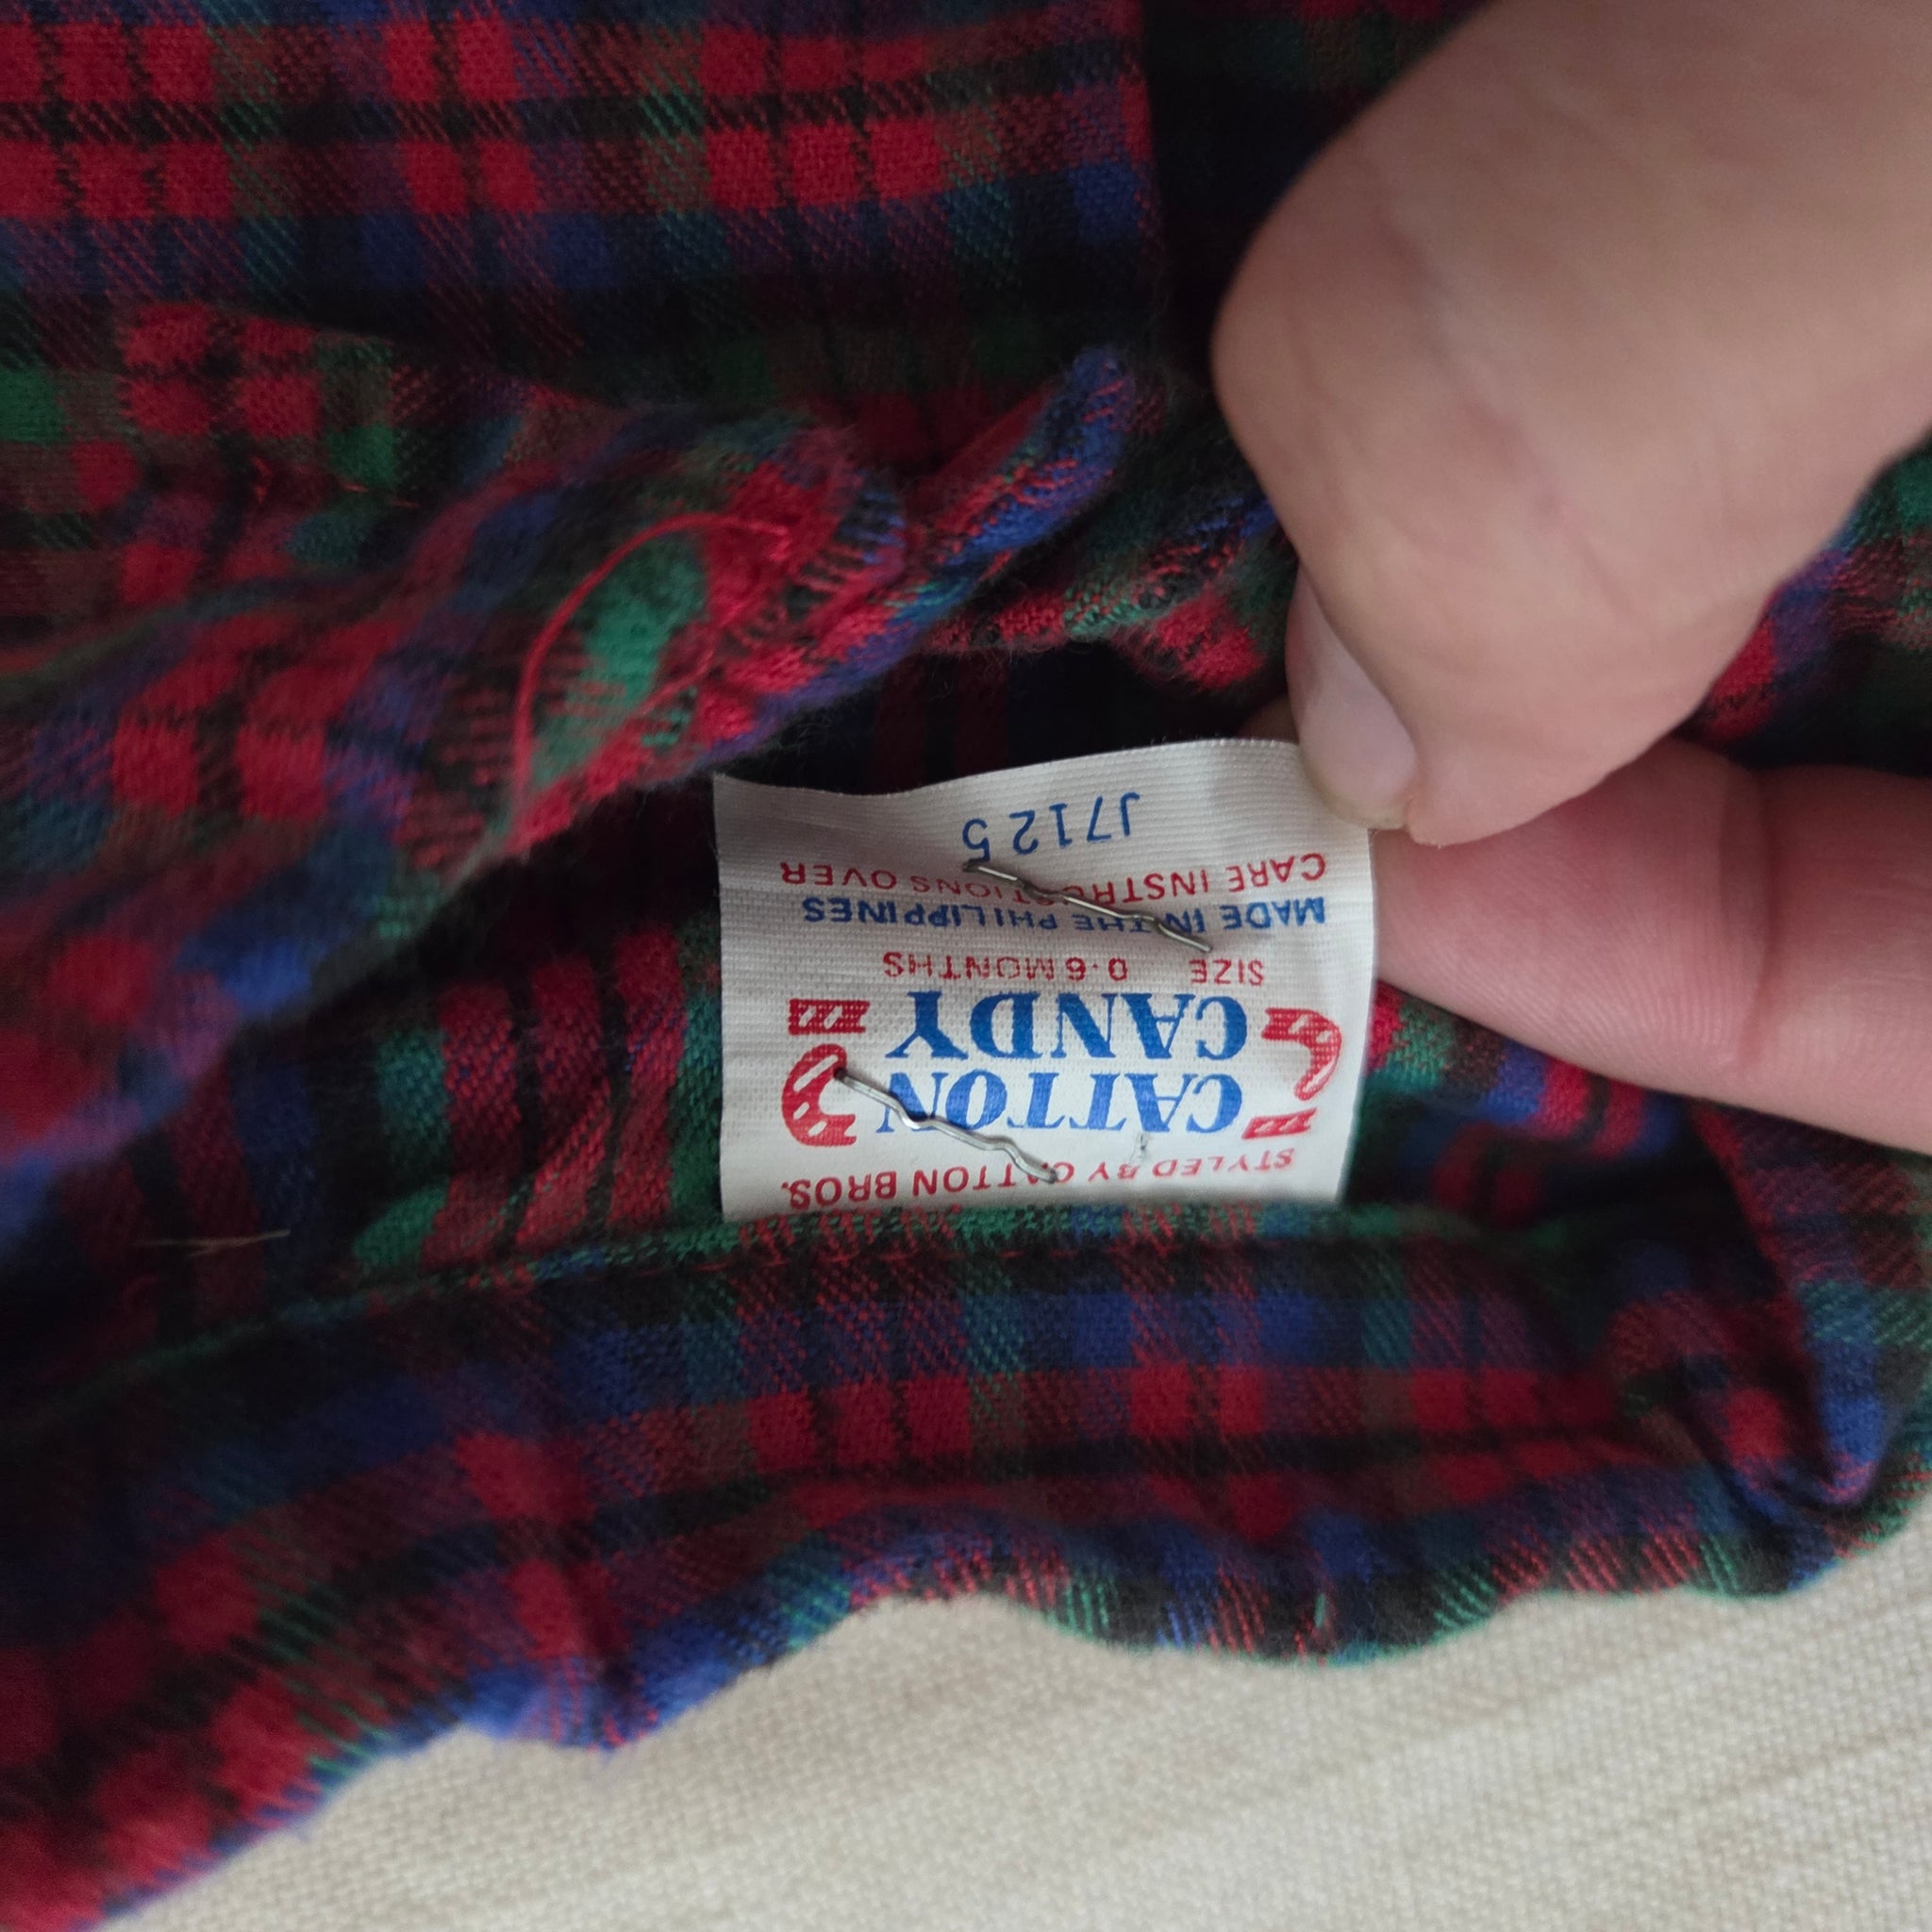 STYLED BY CATTON BROS.
CATTON
CANDY
SIZE 0-6 MONTHS
MADE IN THE PHILIPPINES
CARE INSTRUCTIONS OVER
J7125